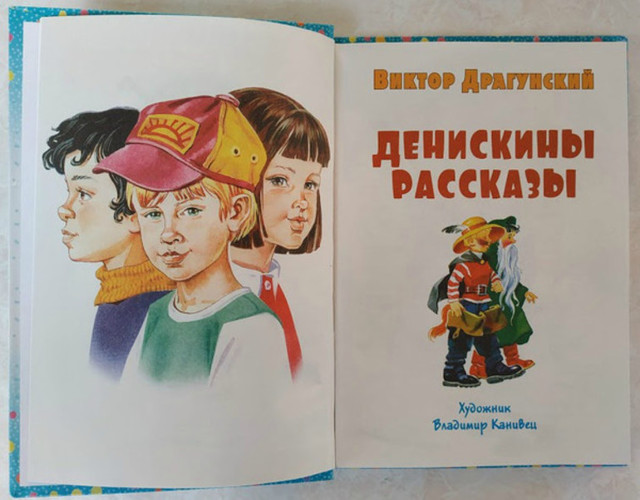 Виктор Драгунский
Денискины
рассказы
Художник
Владимир Канивец